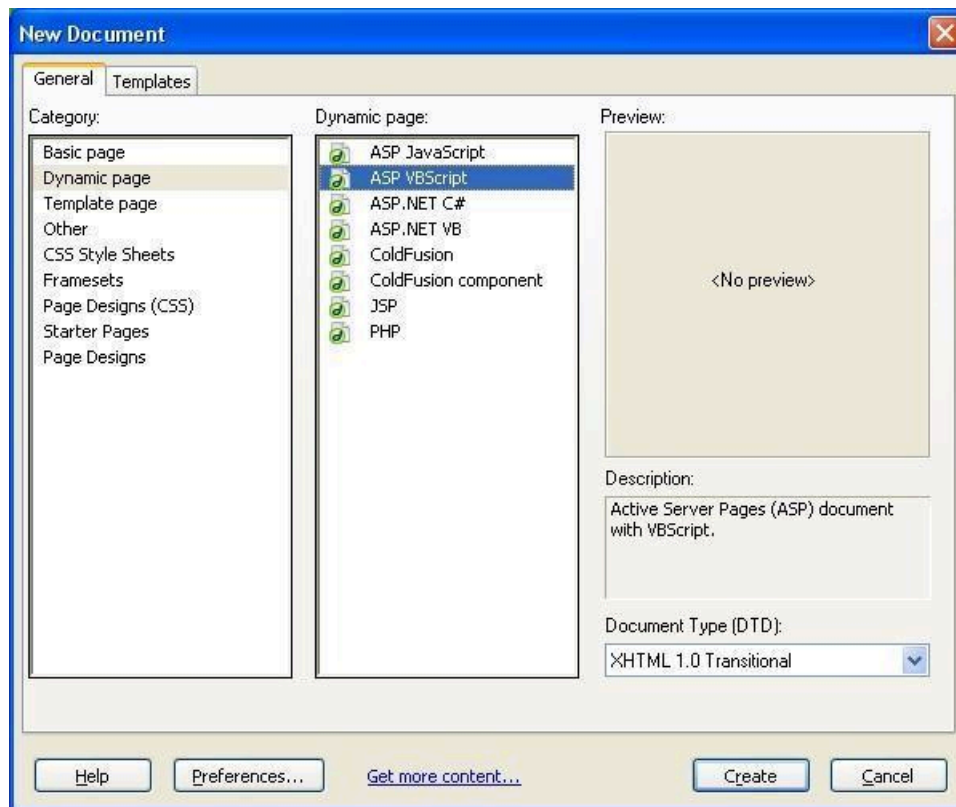 New Document
General
Templates
Category:
Basic page
Dynamic page
Template page
Other
CSS Style Sheets
Framesets
Page Designs (CSS)
Starter Pages
Page Designs
Dynamic page:
ASP JavaScript
ASP VBScript
ASP.NET C#
ASP.NET VB
ColdFusion
ColdFusion component
JSP
PHP
Preview:
<No preview>
Description:
Active Server Pages (ASP) document
with VBScript.
Document Type (DTD):
XHTML 1.0 Transitional
Help
Preferences...
Get more content...
Create
Cancel